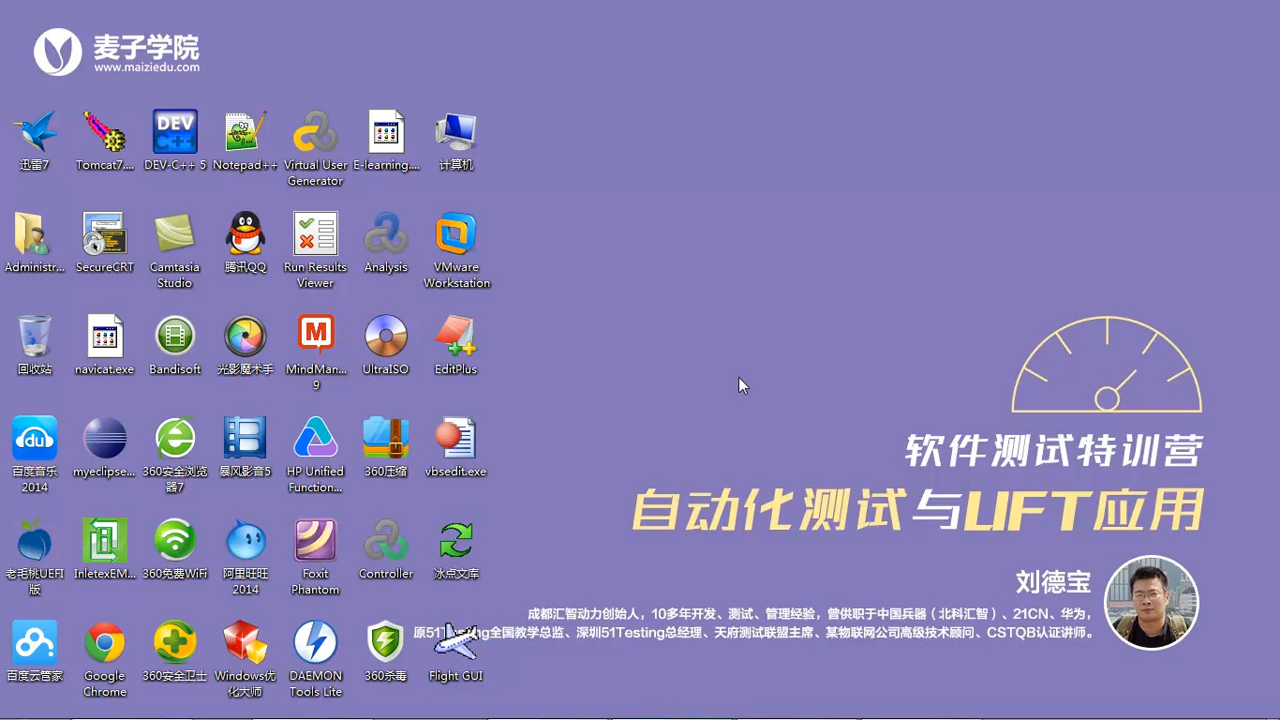 麦子学院
www.maiziedu.com
迅雷7
Tomcat7....
DEV-C++ 5
Notepad++
Virtual User
Generator
E-learning....
计算机
Administr...
SecureCRT
Camtasia
Studio
腾讯QQ
Run Results
Viewer
Analysis
VMware
Workstation
回收站
navicat.exe
Bandisoft
光影魔术手
MindMan...
9
UltraISO
EditPlus
百度音乐
2014
myeclipse...
360安全浏览
器7
暴风影音5
HP Unified
Function...
360压缩
vbsedit.exe
老毛桃UEFI
版
InletexEM...
360免费WiFi
阿里旺旺
2014
Foxit
Phantom
Controller
冰点文库
百度云管家
Google
Chrome
360安全卫士
Windows优
化大师
DAEMON
Tools Lite
360杀毒
Flight GUI
软件测试特训营
自动化测试与UFT应用
刘德宝
成都汇智动力创始人，10多年开发、测试、管理经验，曾供职于中国兵器（北科汇智）、21CN、华为，
原51Testing全国教学总监、深圳51Testing总经理、天府测试联盟主席、某物联网公司高级技术顾问、CSTQB认证讲师。